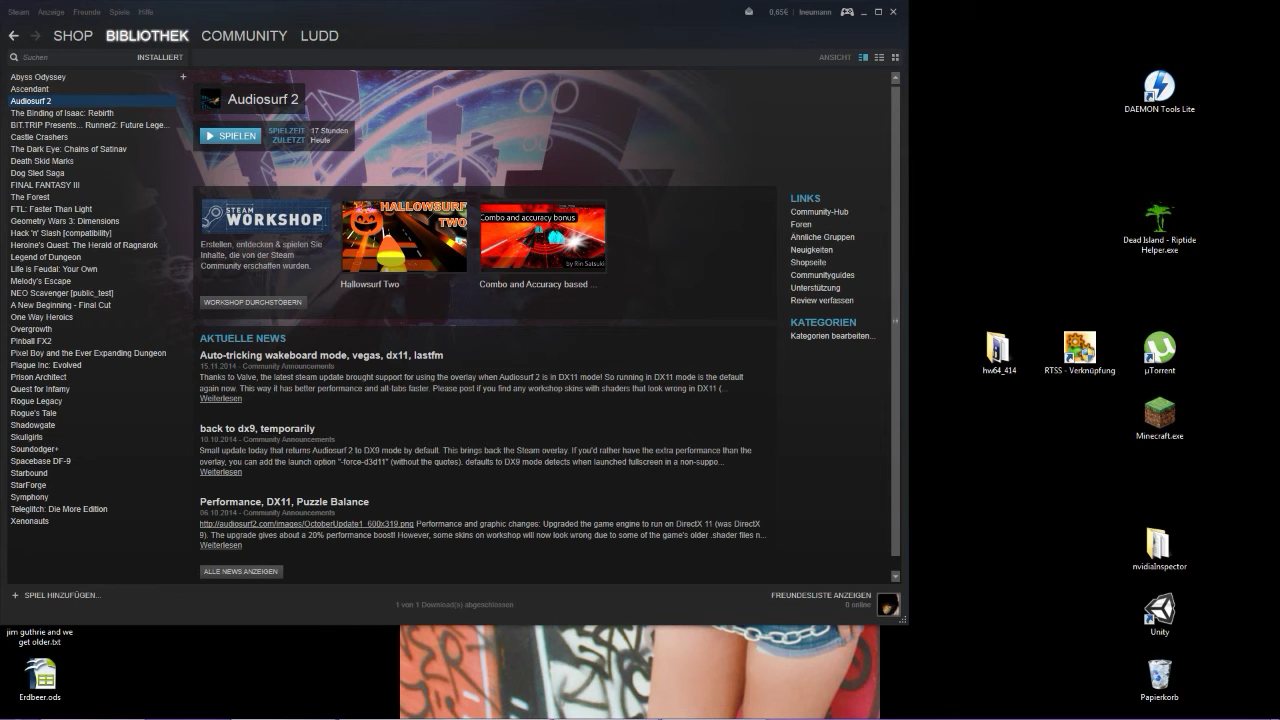 Steam Anzeige Freunde Spiele Hilfe
8,65€ | Ineumann
SHOP BIBLIOTHEK COMMUNITY LUDD
Suchen INSTALLIERT
ANSICHT
Abyss Odyssey
Ascendant
Audiosurf 2
The Binding of Isaac: Rebirth
BIT.TRIP Presents... Runner2: Future Lege...
Castle Crashers
The Dark Eye: Chains of Satinav
Death Skid Marks
Dog Sled Saga
FINAL FANTASY III
The Forest
FTL: Faster Than Light
Geometry Wars 3: Dimensions
Hack 'n' Slash [compatibility]
Heroine's Quest: The Herald of Ragnarok
Legend of Dungeon
Life is Feudal: Your Own
Melody's Escape
NEO Scavenger [public_test]
A New Beginning - Final Cut
One Way Heroics
Overgrowth
Pinball FX2
Pixel Boy and the Ever Expanding Dungeon
Plague Inc: Evolved
Prison Architect
Quest for Infamy
Rogue Legacy
Rogue's Tale
Shadowgate
Skullgirls
Soundodger+
Spacebase DF-9
Starbound
StarForge
Symphony
Teleglitch: Die More Edition
Xenonauts
Audiosurf 2
SPIELEN
SPIELZEIT 17 Stunden
ZULETZT Heute
STEAM
WORKSHOP
Erstellen, entdecken & spielen Sie
Inhalte, die von der Steam
Community erschaffen wurden.
WORKSHOP DURCHSTÖBERN
HALLOWSURF
TWO
Hallowsurf Two
Combo and accuracy bonus
by Rin Satsuki
Combo and Accuracy based ...
LINKS
Community-Hub
Foren
Ähnliche Gruppen
Neuigkeiten
Shopseite
Communityguides
Unterstützung
Review verfassen
KATEGORIEN
Kategorien bearbeiten...
AKTUELLE NEWS
Auto-tricking wakeboard mode, vegas, dx11, lastfm
15.11.2014 - Community Announcements
Thanks to Valve, the latest steam update brought support for using the overlay when Audiosurf 2 is in DX11 mode! So running in DX11 mode is the default
again now. This way it has better performance and alt-tabs faster. Please post if you find any workshop skins with shaders that look wrong in DX11 (...
Weiterlesen
back to dx9, temporarily
10.10.2014 - Community Announcements
Small update today that returns Audiosurf 2 to DX9 mode by default. This brings back the Steam overlay. If you'd rather have the extra performance than the
overlay, you can add the launch option "-force-d3d11" (without the quotes). defaults to DX9 mode detects when launched fullscreen in a non-suppo...
Weiterlesen
Performance, DX11, Puzzle Balance
06.10.2014 - Community Announcements
http://audiosurf2.com/images/OctoberUpdate1_600x319.png Performance and graphic changes: Upgraded the game engine to run on DirectX 11 (was DirectX
9). The upgrade gives about a 20% performance boost! However, some skins on workshop will now look wrong due to some of the game's older .shader files n...
Weiterlesen
ALLE NEWS ANZEIGEN
+ SPIEL HINZUFÜGEN...
1 von 1 Download(s) abgeschlossen
FREUNDESLISTE ANZEIGEN
0 online
jim guthrie and we
get older.txt
Erdbeer.ods
DAEMON Tools Lite
Dead Island - Riptide
Helper.exe
hw64_414
RTSS - Verknüpfung
µTorrent
Minecraft.exe
nvidiaInspector
Unity
Papierkorb